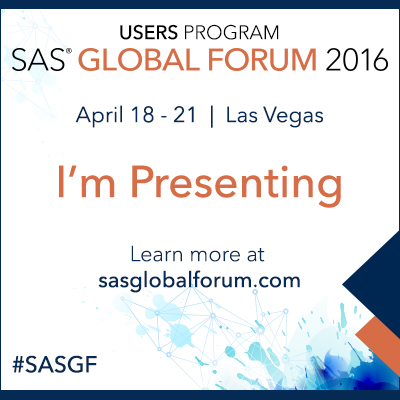 USERS PROGRAM
SAS® GLOBAL FORUM 2016
April 18 - 21 | Las Vegas
I'm Presenting
Learn more at
sasglobalforum.com
#SASGF